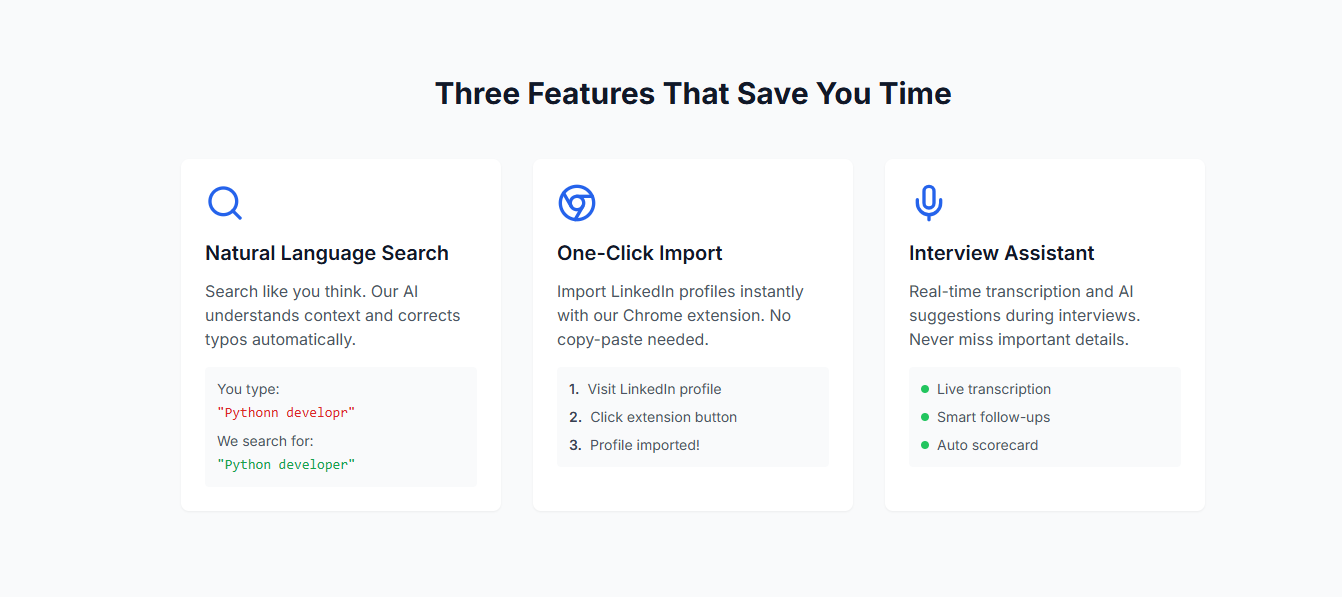 Three Features That Save You Time
Natural Language Search
Search like you think. Our AI
understands context and corrects
typos automatically.
You type:
"Pythonn developr"
We search for:
"Python developer"
One-Click Import
Import LinkedIn profiles instantly
with our Chrome extension. No
copy-paste needed.
1. Visit LinkedIn profile
2. Click extension button
3. Profile imported!
Interview Assistant
Real-time transcription and AI
suggestions during interviews.
Never miss important details.
Live transcription
Smart follow-ups
Auto scorecard